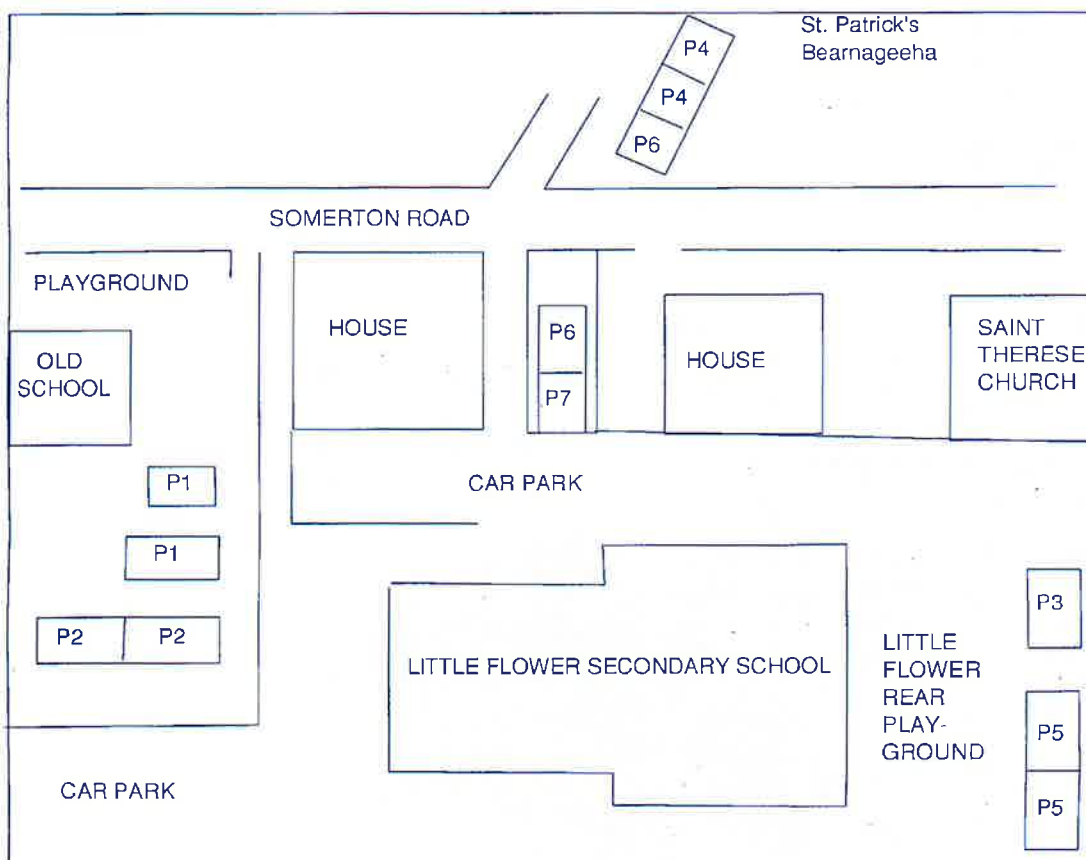 St. Patrick's
Bearnageeha
P4
P4
P6
SOMERTON ROAD
PLAYGROUND
OLD
SCHOOL
HOUSE
P6
P7
HOUSE
SAINT
THERESE
CHURCH
P1
P1
P2 P2
CAR PARK
LITTLE FLOWER SECONDARY SCHOOL
LITTLE
FLOWER
REAR
PLAY-
GROUND
P3
P5
P5
CAR PARK